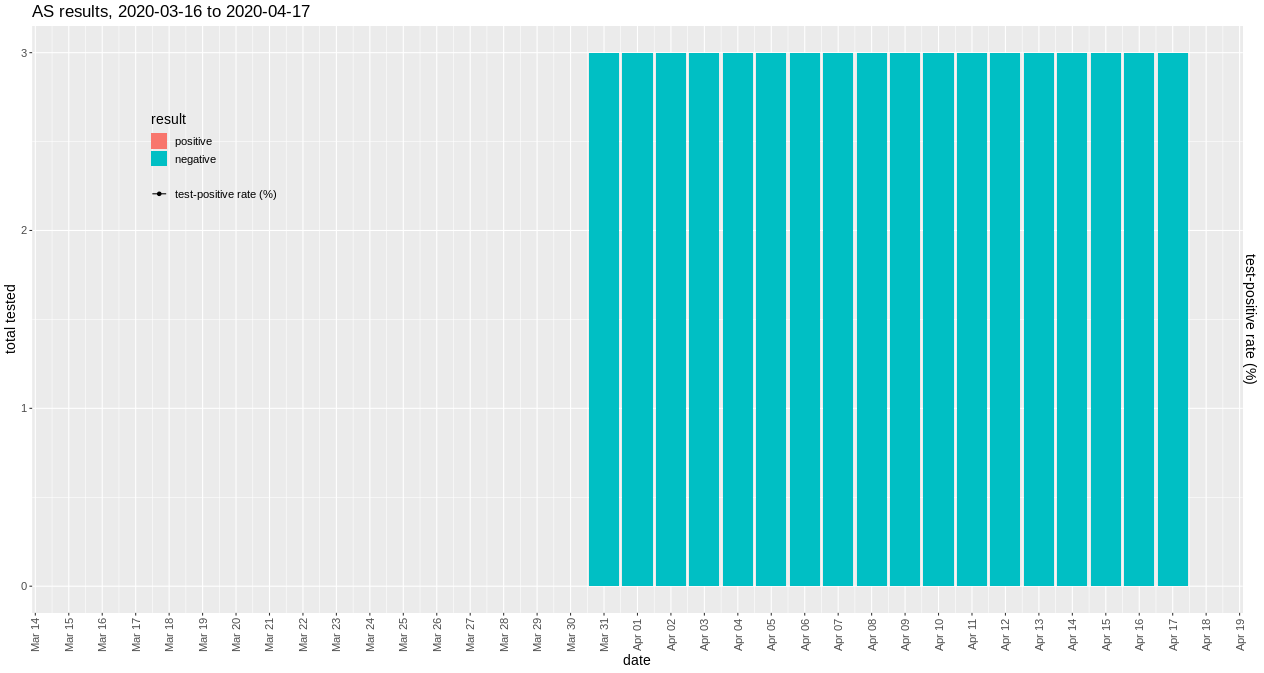 AS results, 2020-03-16 to 2020-04-17
3
2
1
0
total tested
result
positive
negative
test-positive rate (%)
test-positive rate (%)
Mar 14
Mar 15
Mar 16
Mar 17
Mar 18
Mar 19
Mar 20
Mar 21
Mar 22
Mar 23
Mar 24
Mar 25
Mar 26
Mar 27
Mar 28
Mar 29
Mar 30
Mar 31
Apr 01
Apr 02
Apr 03
Apr 04
Apr 05
Apr 06
Apr 07
Apr 08
Apr 09
Apr 10
Apr 11
Apr 12
Apr 13
Apr 14
Apr 15
Apr 16
Apr 17
Apr 18
Apr 19
date